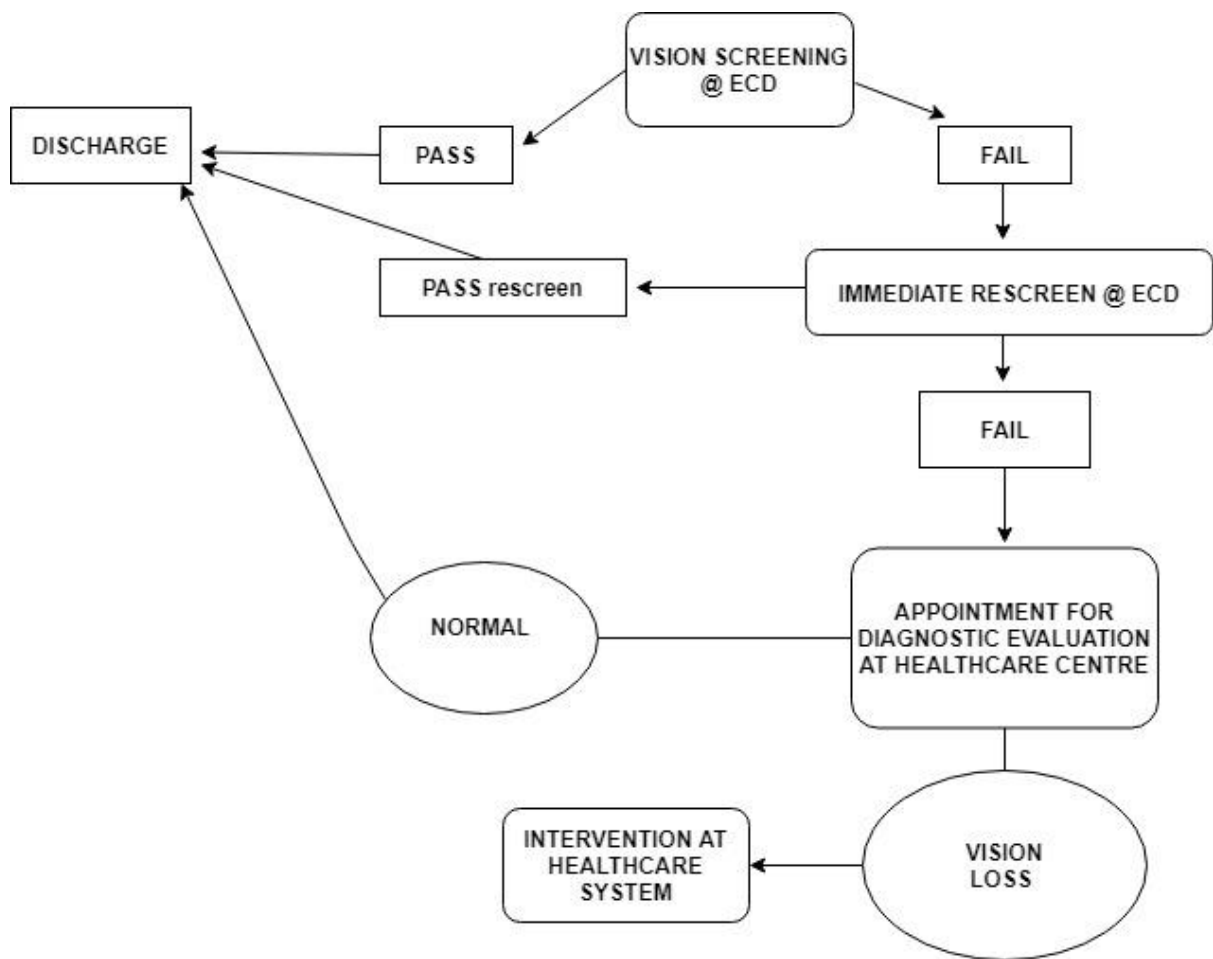 VISION SCREENING
@ ECD
DISCHARGE
PASS
FAIL
PASS rescreen
IMMEDIATE RESCREEN @ ECD
FAIL
NORMAL
APPOINTMENT FOR
DIAGNOSTIC EVALUATION
AT HEALTHCARE CENTRE
INTERVENTION AT
HEALTHCARE
SYSTEM
VISION
LOSS